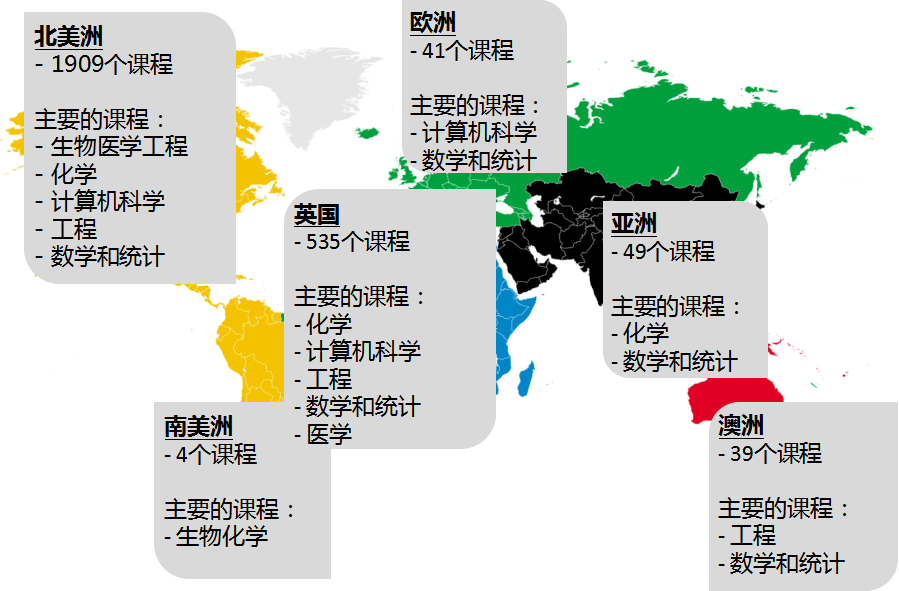 北美洲
- 1909个课程
主要的课程：
- 生物医学工程
- 化学
- 计算机科学
- 工程
- 数学和统计
欧洲
- 41个课程
主要的课程：
- 计算机科学
- 数学和统计
英国
- 535个课程
主要的课程：
- 化学
- 计算机科学
- 工程
- 数学和统计
- 医学
亚洲
- 49个课程
主要的课程：
- 化学
- 数学和统计
南美洲
- 4个课程
主要的课程：
- 生物化学
澳洲
- 39个课程
主要的课程：
- 工程
- 数学和统计